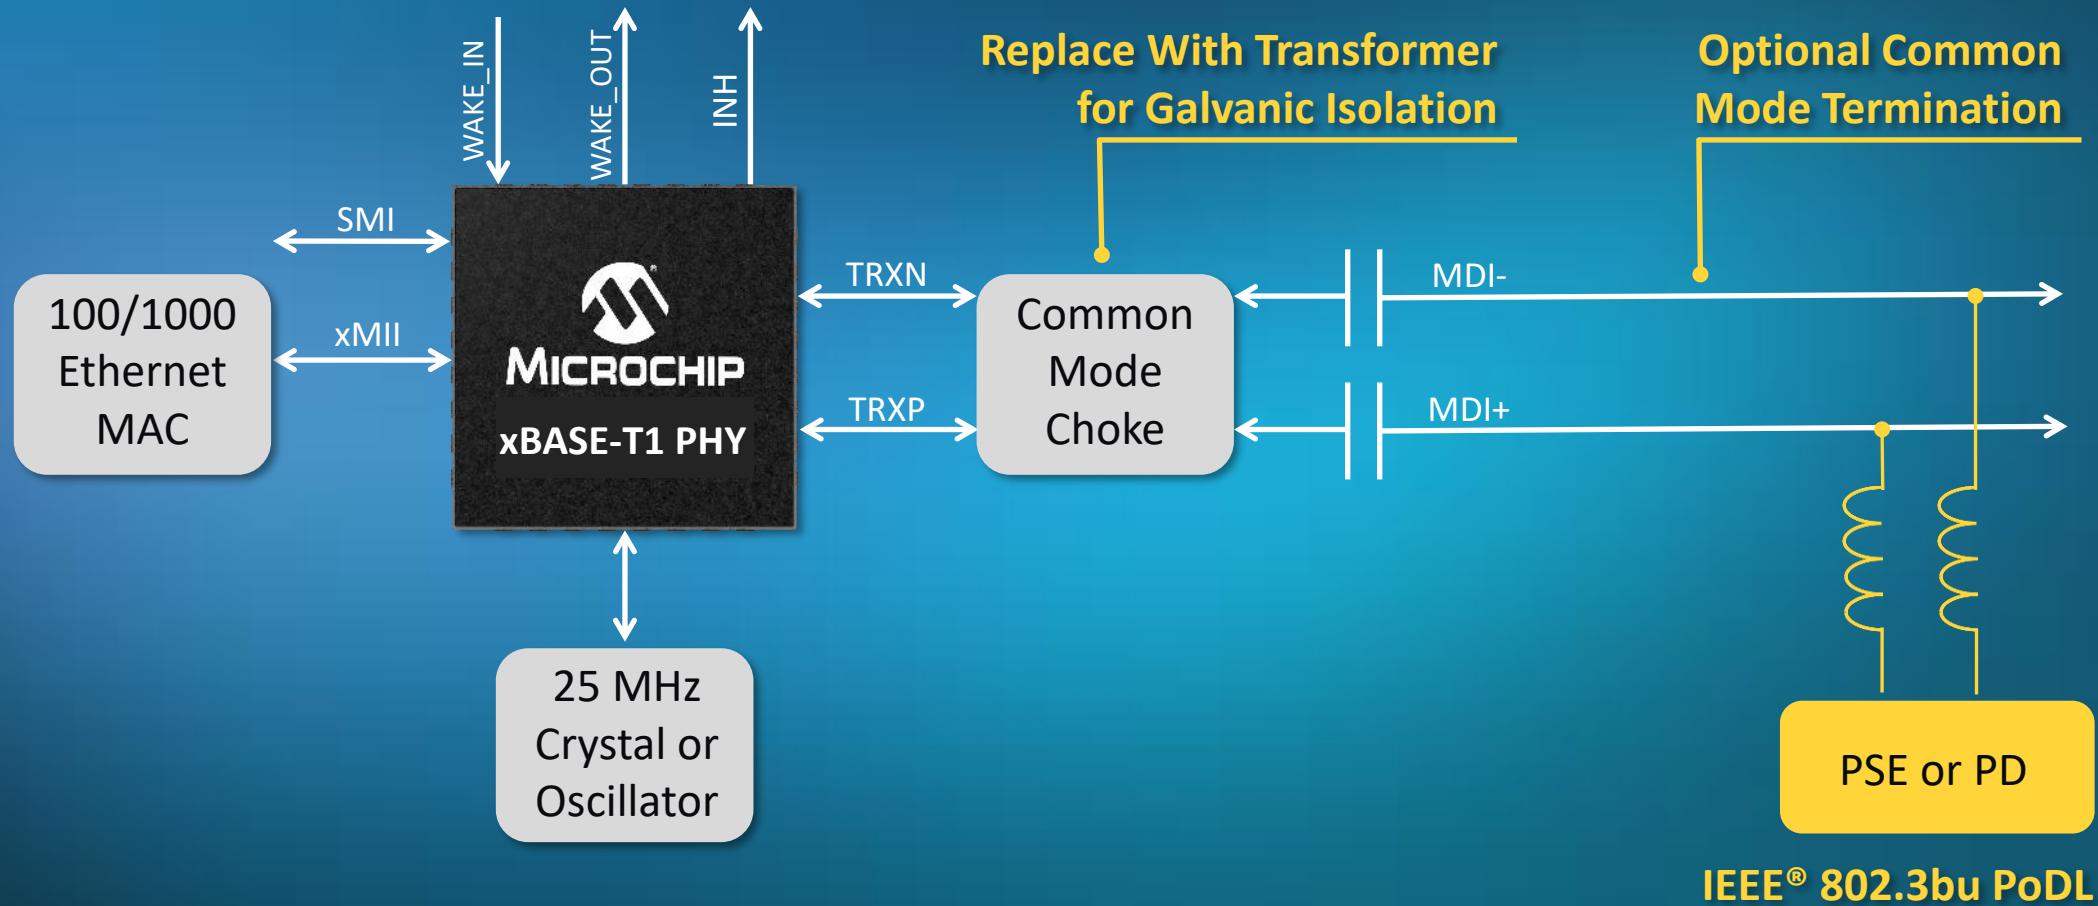 WAKE_IN
WAKE_OUT
INH
Replace With Transformer
for Galvanic Isolation
Optional Common
Mode Termination
SMI
xMII
100/1000
Ethernet
MAC
MICROCHIP
®
xBASE-T1 PHY
TRXN
TRXP
Common
Mode
Choke
MDI-
MDI+
25 MHz
Crystal or
Oscillator
PSE or PD
IEEE® 802.3bu PoDL